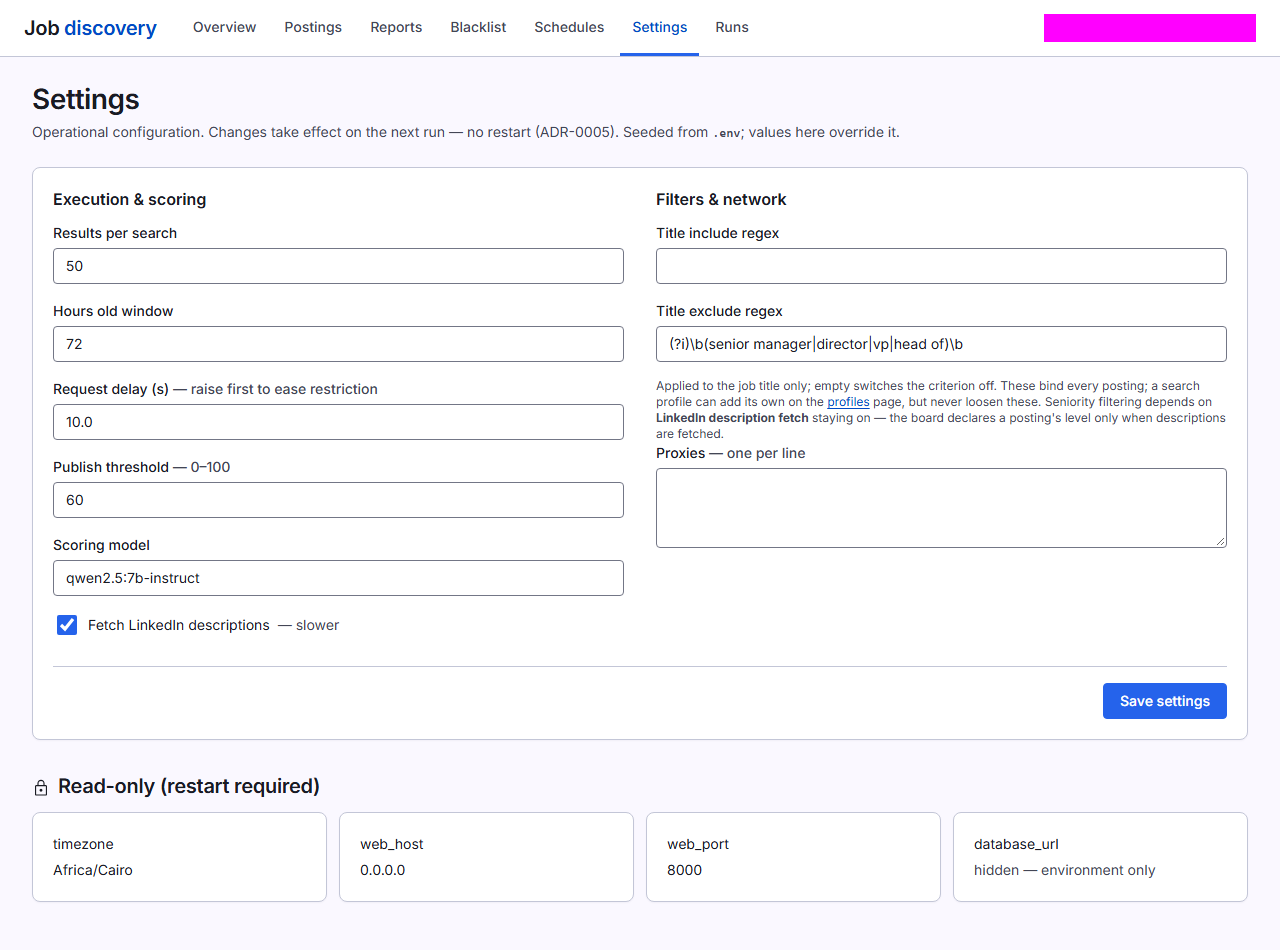 Job discovery Overview Postings Reports Blacklist Schedules Settings Runs
Settings
Operational configuration. Changes take effect on the next run — no restart (ADR-0005). Seeded from .env; values here override it.
Execution & scoring
Results per search
50
Hours old window
72
Request delay (s) — raise first to ease restriction
10.0
Publish threshold — 0–100
60
Scoring model
qwen2.5:7b-instruct
Fetch LinkedIn descriptions — slower
Filters & network
Title include regex
Title exclude regex
(?i)\b(senior manager|director|vp|head of)\b
Applied to the job title only; empty switches the criterion off. These bind every posting; a search
profile can add its own on the profiles page, but never loosen these. Seniority filtering depends on
LinkedIn description fetch staying on — the board declares a posting's level only when descriptions
are fetched.
Proxies — one per line
Save settings
Read-only (restart required)
timezone
Africa/Cairo
web_host
0.0.0.0
web_port
8000
database_url
hidden — environment only